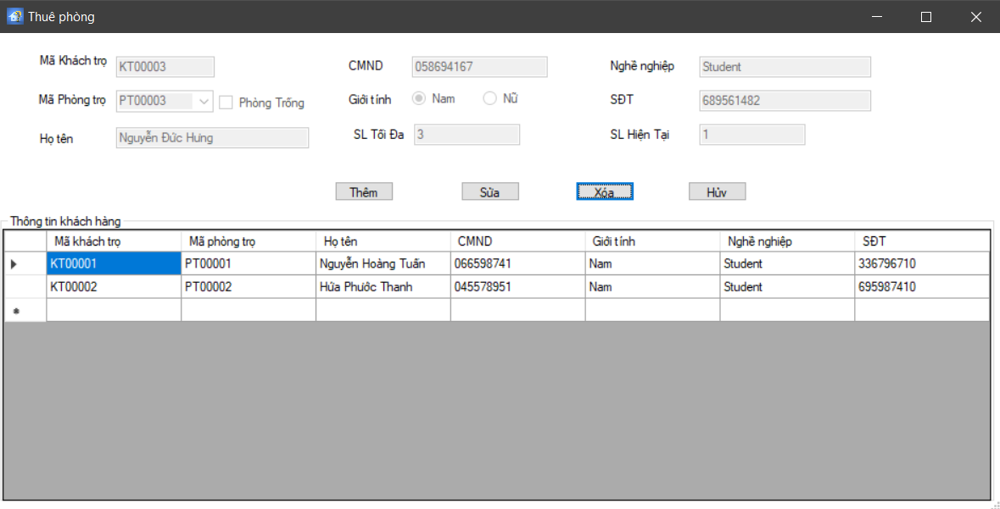 Thuê phòng
Mã Khách trọ KT00003 CMND 058694167 Nghề nghiệp Student
Mã Phòng trọ PT00003 Phòng Trống Giới tính Nam Nữ SĐT 689561482
Họ tên Nguyễn Đức Hưng SL Tối Đa 3 SL Hiện Tại 1
Thêm Sửa Xóa Hủy
Thông tin khách hàng
Mã khách trọ Mã phòng trọ Họ tên CMND Giới tính Nghề nghiệp SĐT
KT00001 PT00001 Nguyễn Hoàng Tuấn 066598741 Nam Student 336796710
KT00002 PT00002 Hứa Phước Thanh 045578951 Nam Student 695987410